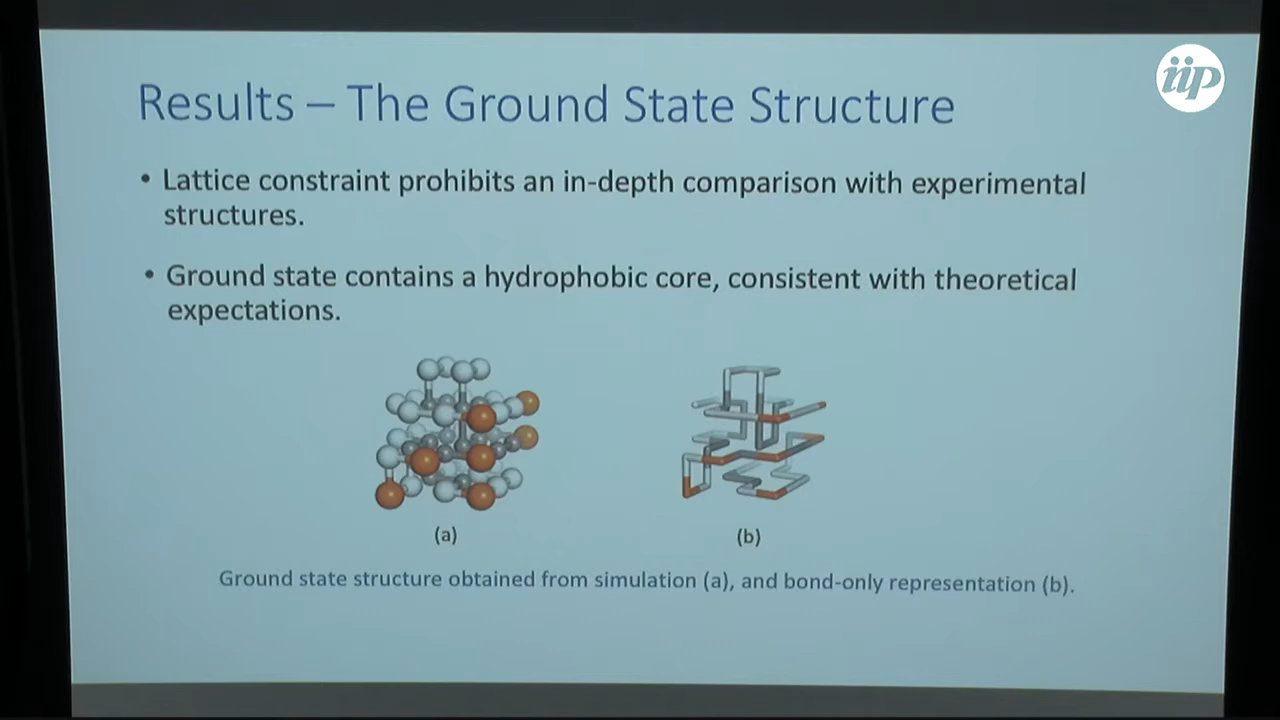 iip
Results – The Ground State Structure
• Lattice constraint prohibits an in-depth comparison with experimental
structures.
• Ground state contains a hydrophobic core, consistent with theoretical
expectations.
(a)
(b)
Ground state structure obtained from simulation (a), and bond-only representation (b).